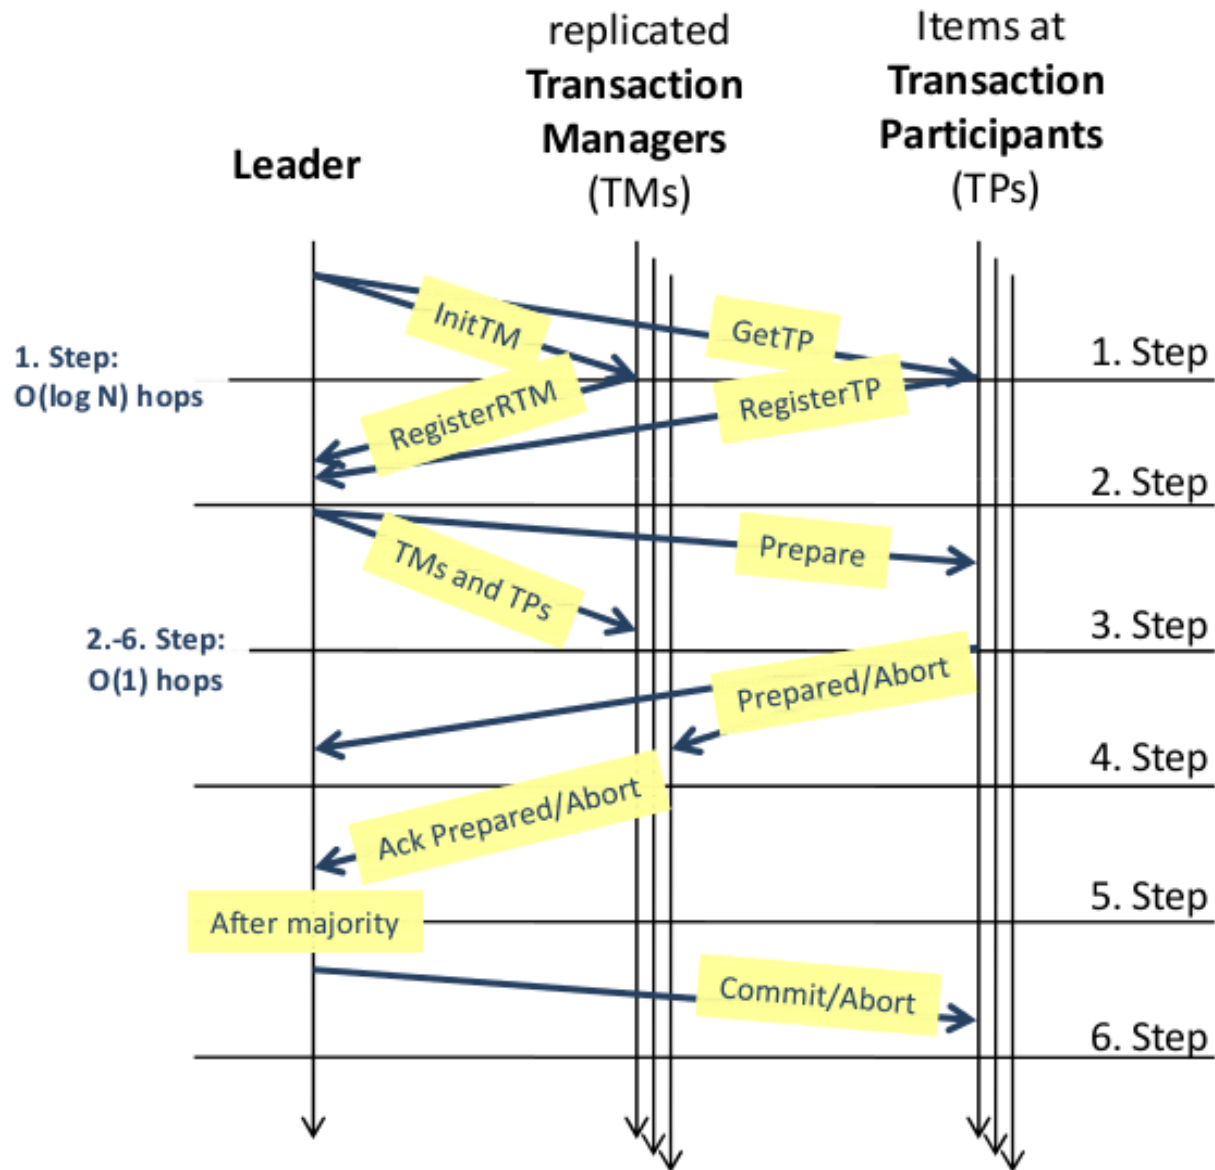 replicated
Transaction
Managers
(TMs)
Items at
Transaction
Participants
(TPs)
Leader
InitTM
GetTP
1. Step:
O(log N) hops
1. Step
RegisterRTM
RegisterTP
2. Step
TMs and TPs
Prepare
3. Step
2.-6. Step:
O(1) hops
Prepared/Abort
4. Step
Ack Prepared/Abort
5. Step
After majority
Commit/Abort
6. Step